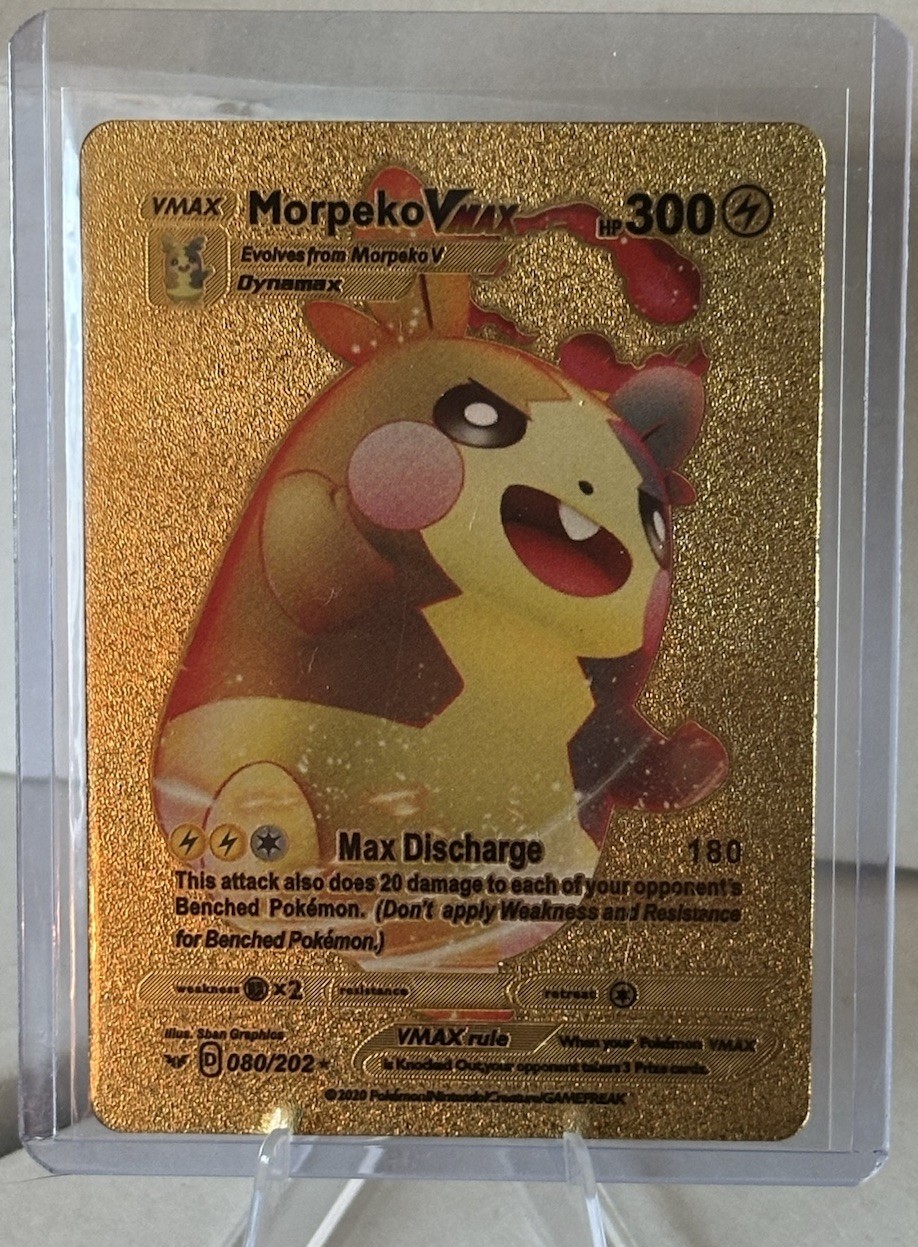 VMAX MorpekoVMAX HP300
Evolves from Morpeko V
Dynamax
Max Discharge 180
This attack also does 20 damage to each of your opponent's
Benched Pokémon. (Don't apply Weakness and Resistance
for Benched Pokémon.)
weakness x2 resistance retreat
Illus. Sban Graphics
VMAX rule When your Pokémon VMAX
D 080/202
is Knocked Out,your opponent takes 3 Prize cards.
©2020 Pokémon/Nintendo/Creature/GAMEFREAK